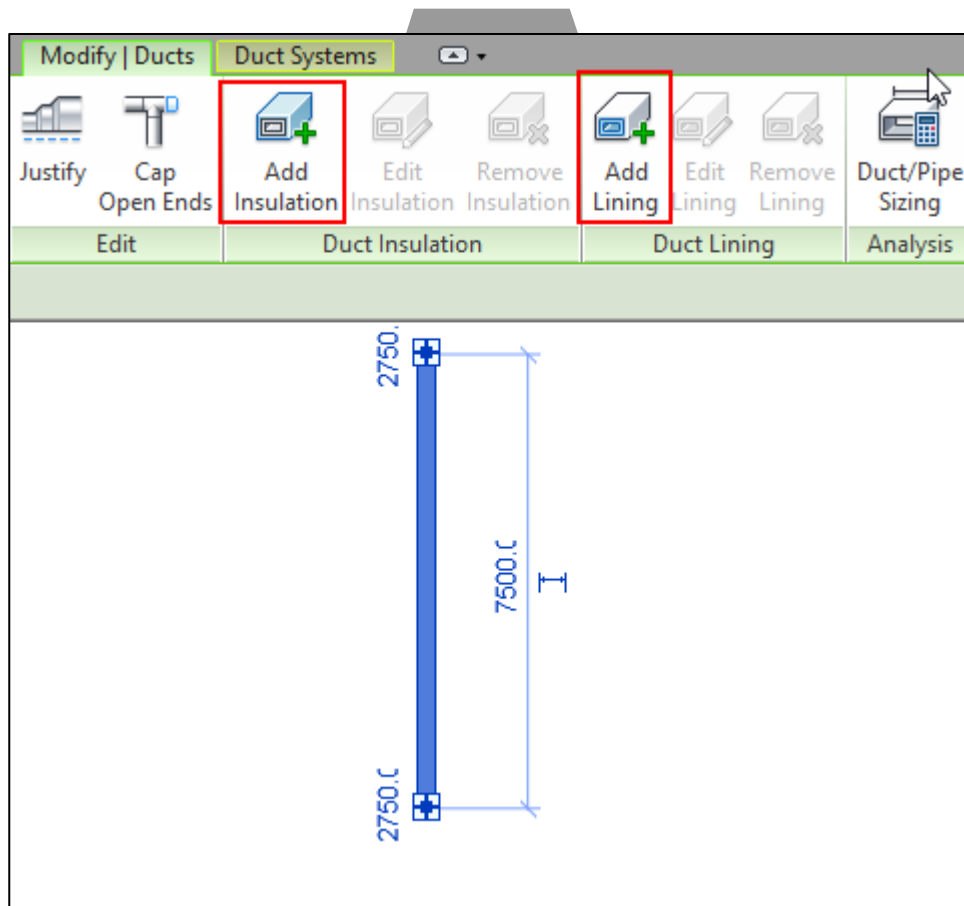 Modify | Ducts Duct Systems
Justify Cap Add Edit Remove Add Edit Remove Duct/Pipe
Open Ends Insulation Insulation Insulation Lining Lining Lining Sizing
Edit Duct Insulation Duct Lining Analysis
2750.
7500.
2750.